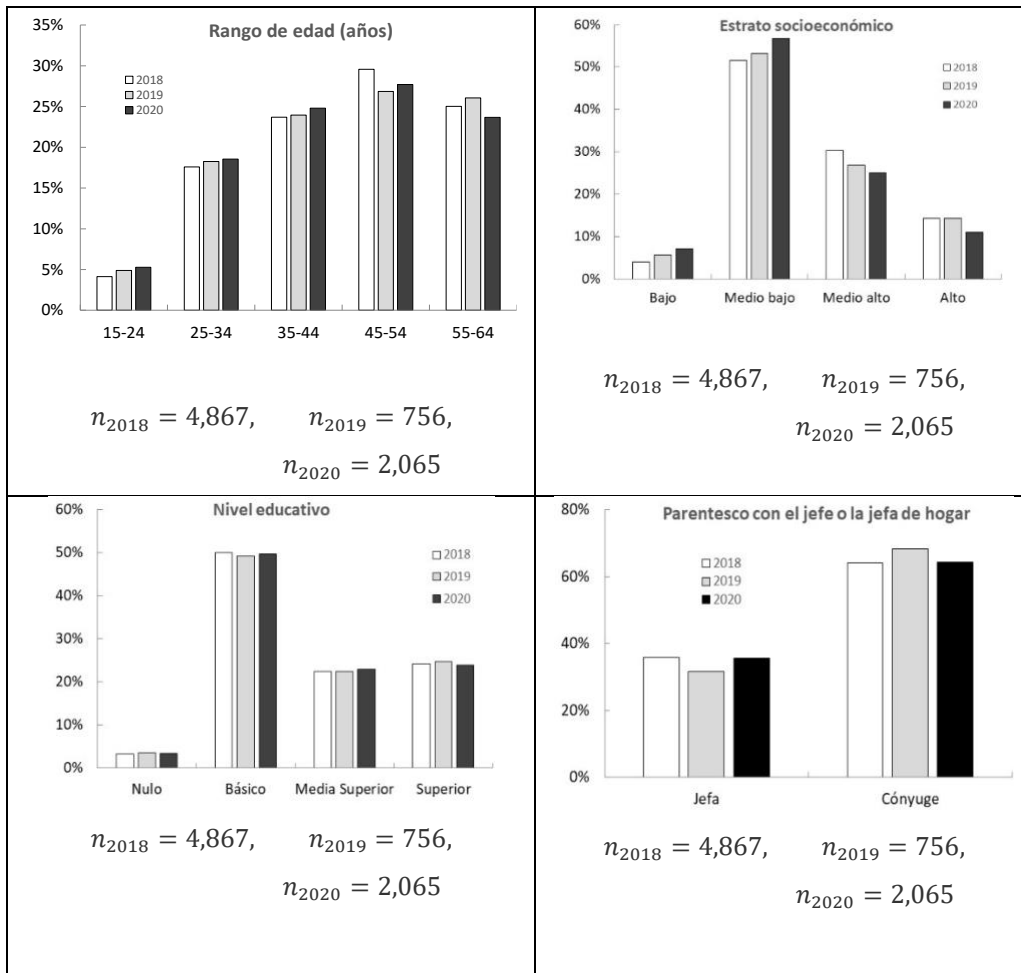 Rango de edad (años)
35%
30%
25%
20%
15%
10%
5%
0%
2018
2019
2020
15-24 25-34 35-44 45-54 55-64
n2018 = 4,867, n2019 = 756,
n2020 = 2,065
Estrato socioeconómico
60%
50%
40%
30%
20%
10%
0%
2018
2019
2020
Bajo Medio bajo Medio alto Alto
n2018 = 4,867, n2019 = 756,
n2020 = 2,065
Nivel educativo
60%
50%
40%
30%
20%
10%
0%
2018
2019
2020
Nulo Básico Media Superior Superior
n2018 = 4,867, n2019 = 756,
n2020 = 2,065
Parentesco con el jefe o la jefa de hogar
80%
60%
40%
20%
0%
2018
2019
2020
Jefa Cónyuge
n2018 = 4,867, n2019 = 756,
n2020 = 2,065